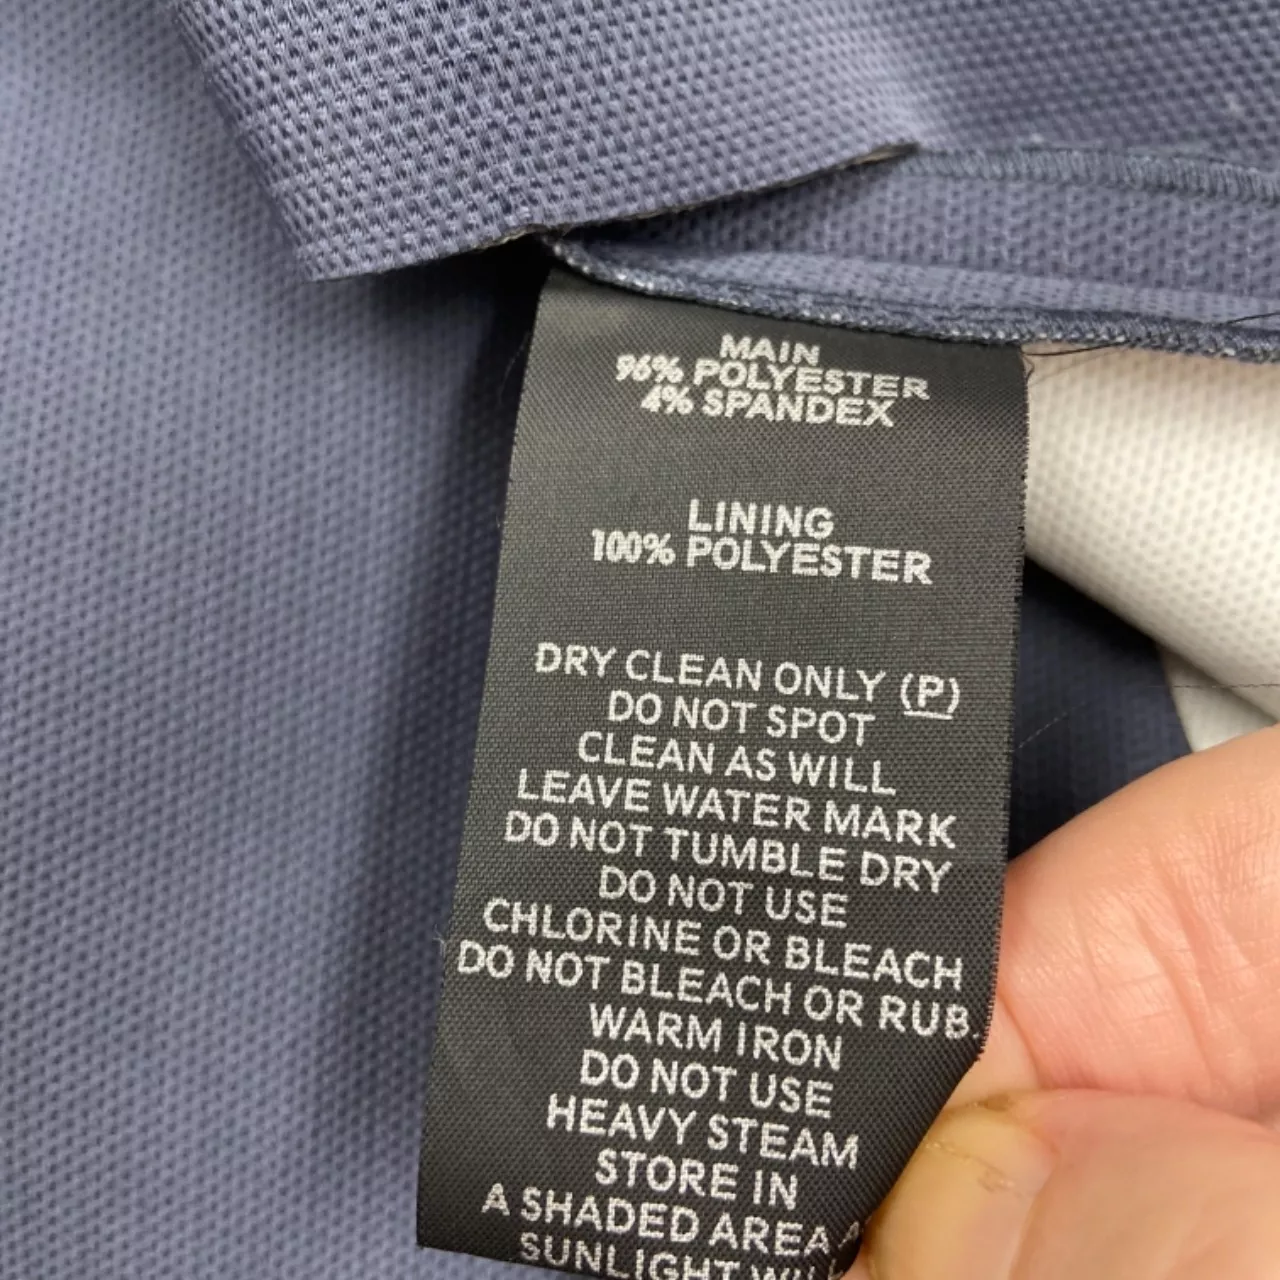 MAIN
96% POLYESTER
4% SPANDEX
LINING
100% POLYESTER
DRY CLEAN ONLY (P)
DO NOT SPOT
CLEAN AS WILL
LEAVE WATER MARK
DO NOT TUMBLE DRY
DO NOT USE
CHLORINE OR BLEACH
DO NOT BLEACH OR RUB.
WARM IRON
DO NOT USE
HEAVY STEAM
STORE IN
A SHADED AREA
SUNLIGHT